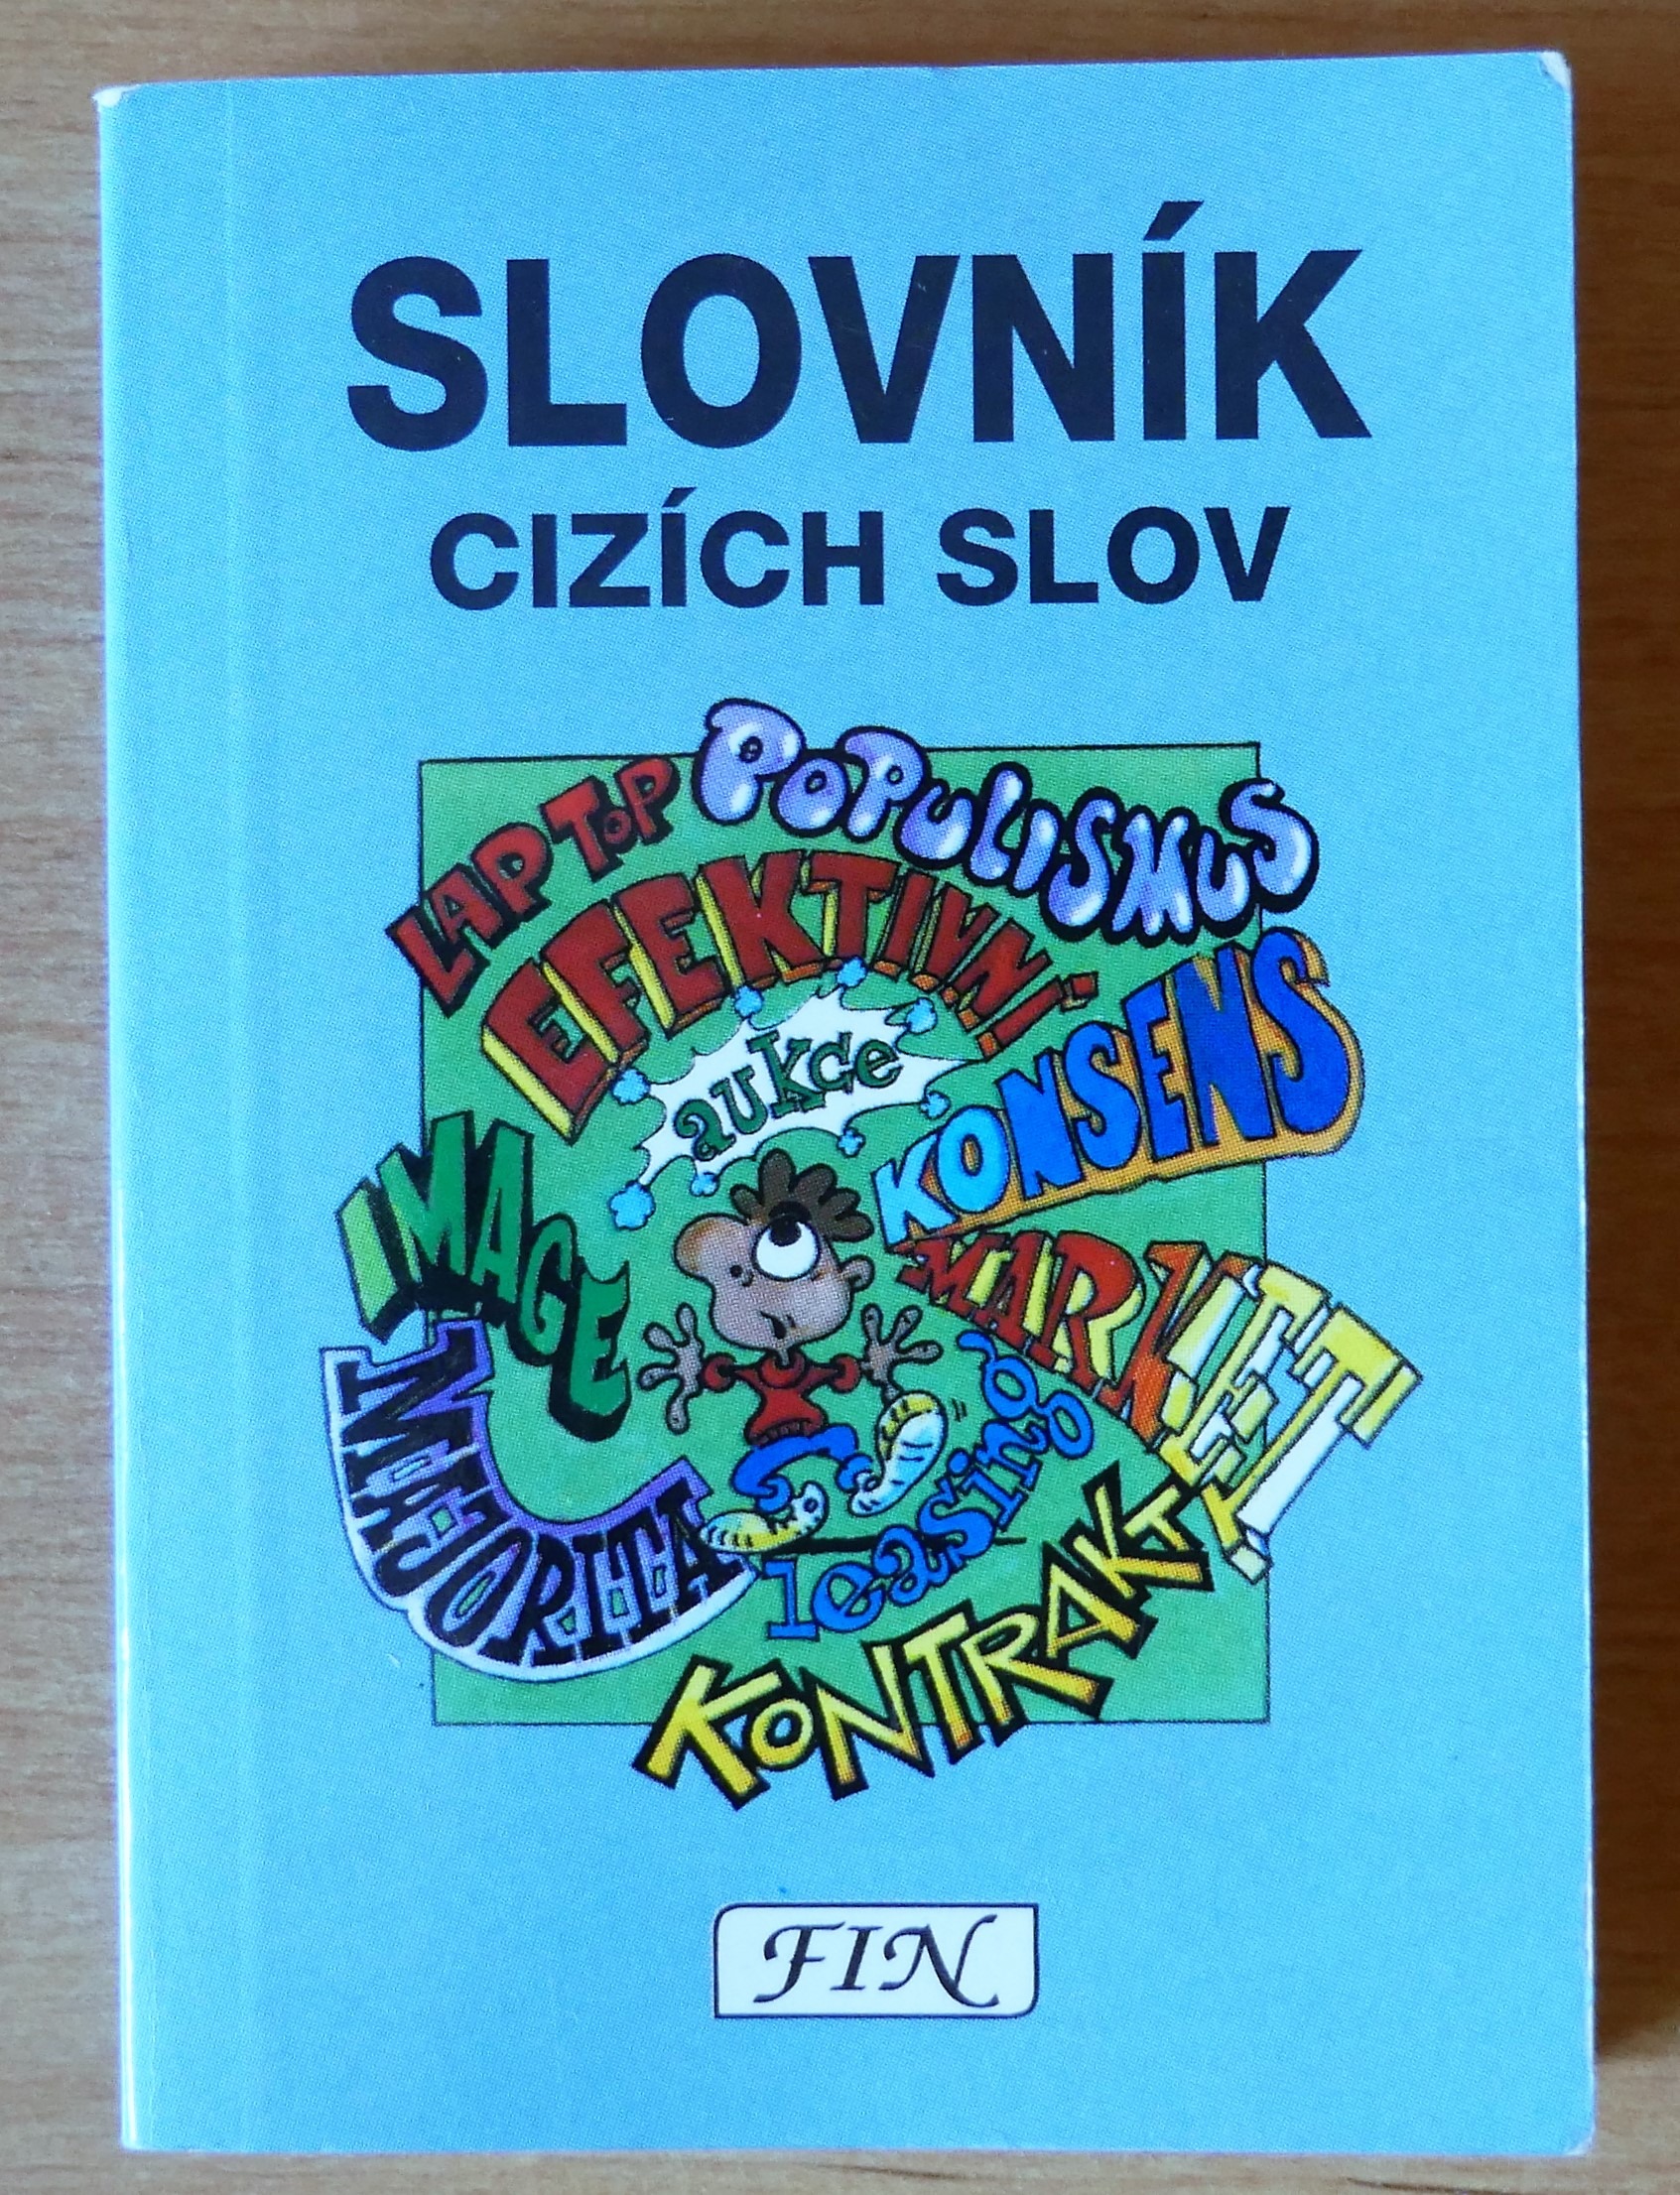 SLOVNÍK
CIZÍCH SLOV
LAP TOP
POPULISMUS
EFEKTIVNÍ
aukce
KONSENS
IMAGE
MARKET
MAJORITA
leasing
KONTRAKT
FIN